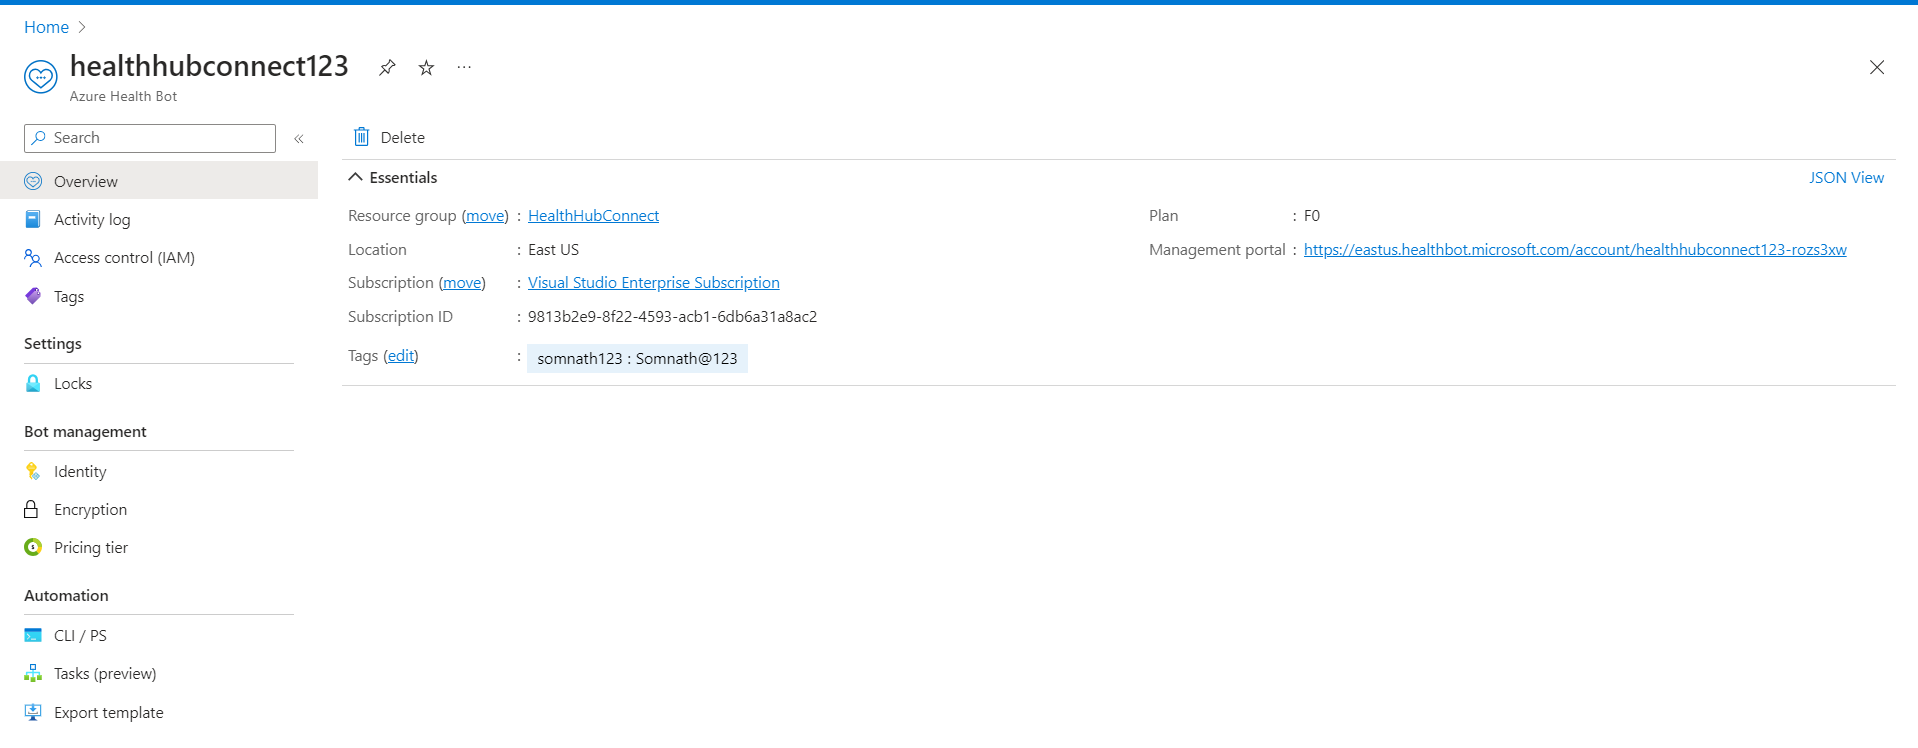 Home
healthhubconnect123
Azure Health Bot
Search
Overview
Activity log
Access control (IAM)
Tags
Settings
Locks
Bot management
Identity
Encryption
Pricing tier
Automation
CLI / PS
Tasks (preview)
Export template
Delete
Essentials
JSON View
Resource group (move) : HealthHubConnect
Location : East US
Subscription (move) : Visual Studio Enterprise Subscription
Subscription ID : 9813b2e9-8f22-4593-acb1-6db6a31a8ac2
Tags (edit) : somnath123 : Somnath@123
Plan : F0
Management portal : https://eastus.healthbot.microsoft.com/account/healthhubconnect123-rozs3xw